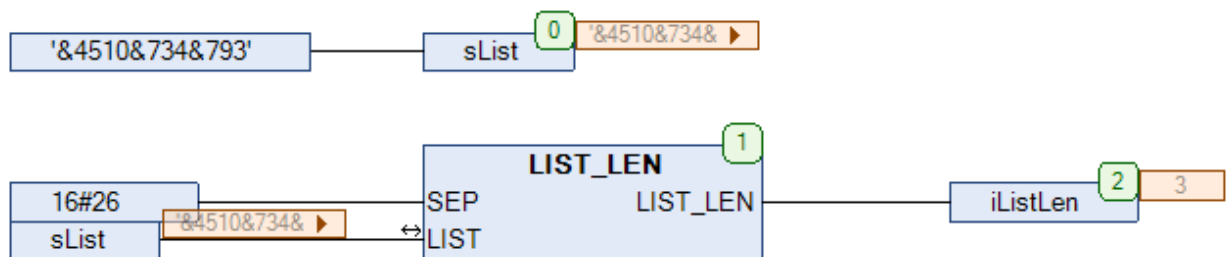 '&4510&734&793' sList 0 '&4510&734&
1
LIST_LEN
16#26 SEP LIST_LEN iListLen 2 3
sList '&4510&734& LIST